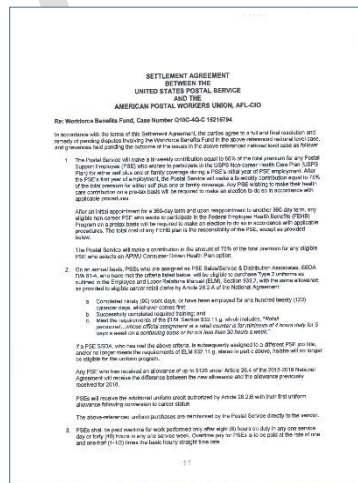 SETTLEMENT AGREEMENT
BETWEEN THE
UNITED STATES POSTAL SERVICE
AND THE
AMERICAN POSTAL WORKERS UNION, AFL-CIO
Re: Workforce Benefits Fund, Case Number Q10C-4Q-C 15216794
In accordance with the terms of this Settlement Agreement, the parties agree to a full and final resolution and
remedy of pending disputes involving the Workforce Benefits Fund in the above-referenced national level case,
and grievances held pending the outcome of the issues in the above referenced national level case as follows:
1. The Postal Service will make a bi-weekly contribution equal to 65% of the total premium for any Postal
Support Employee (PSE) who wishes to participate in the USPS Non-career Health Care Plan (USPS
Plan) for either self plus one or family coverage during a PSE's initial year of PSE employment. After
the PSE's first year of employment, the Postal Service will make a bi-weekly contribution equal to 75%
of the total premium for either self plus one or family coverage. Any PSE wishing to make their health
care contribution on a pre-tax basis will be required to make an election to do so in accordance with
applicable procedures.
After an initial appointment for a 360-day term and upon reappointment to another 360-day term, any
eligible non-career PSE who wants to participate in the Federal Employee Health Benefits (FEHB)
Program on a pre-tax basis will be required to make an election to do so in accordance with applicable
procedures. The total cost of any FEHB plan is the responsibility of the PSE, except as provided
below.
The Postal Service will make a contribution in the amount of 75% of the total premium for any eligible
PSE who selects an APWU Consumer Driven Health Plan option.
2. On an annual basis, PSEs who are assigned as PSE Sales/Service & Distribution Associates, SSDA
D/A 81-4, who have met the criteria listed below, will be eligible to purchase Type 2 uniforms as
outlined in the Employee and Labor Relations Manual (ELM), Section 933.7, with the same allowance
as provided to eligible career retail clerks by Article 26.2.A of the National Agreement:
a. Completed ninety (90) work days, or have been employed for one hundred twenty (120)
calendar days, whichever comes first;
b. Successfully completed required training; and
c. Meet the requirements of the ELM, Section 932.11.g, which includes, "Retail
personnel...whose official assignment at a retail counter is for minimum of 4 hours daily for 5
days a week on a continuing basis or for not less than 30 hours a week."
If a PSE SSDA, who has met the above criteria, is subsequently assigned to a different PSE job title,
and/or no longer meets the requirements of ELM 932.11.g, stated in part c above, he/she will no longer
be eligible for the uniform program.
Any PSE who has received an allowance of up to $126 under Article 26.4 of the 2015-2018 National
Agreement will receive the difference between the new allowance and the allowance previously
received for 2018.
PSEs will receive the additional uniform credit authorized by Article 26.2.B with their first uniform
allowance following conversion to career status.
The above-referenced uniform purchases are reimbursed by the Postal Service directly to the vendor.
3. PSEs shall be paid overtime for work performed only after eight (8) hours on duty in any one service
day or forty (40) hours in any one service week. Overtime pay for PSEs is to be paid at the rate of one
and one-half (1-1/2) times the basic hourly straight time rate.